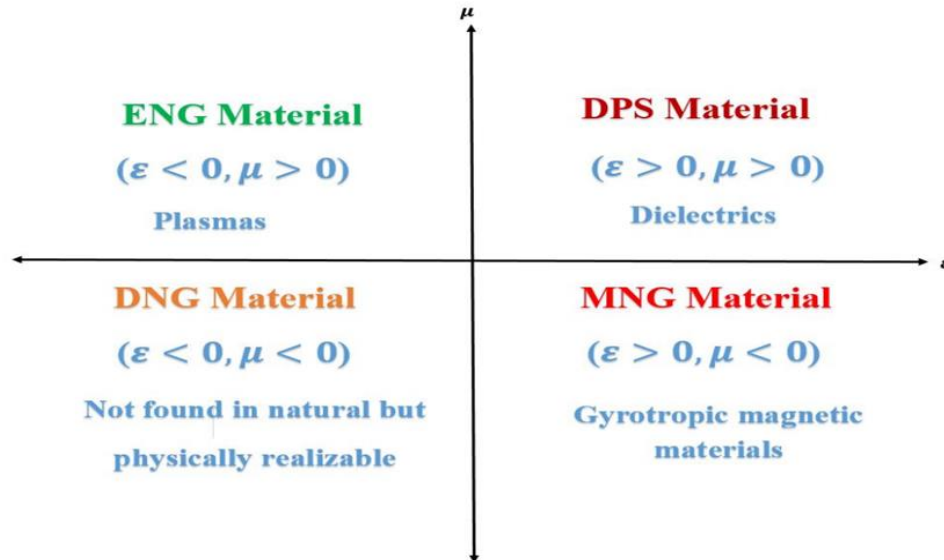 μ
ENG Material
(ε < 0, μ > 0)
Plasmas
DPS Material
(ε > 0, μ > 0)
Dielectrics
ε
DNG Material
(ε < 0, μ < 0)
Not found in natural but
physically realizable
MNG Material
(ε > 0, μ < 0)
Gyrotropic magnetic
materials